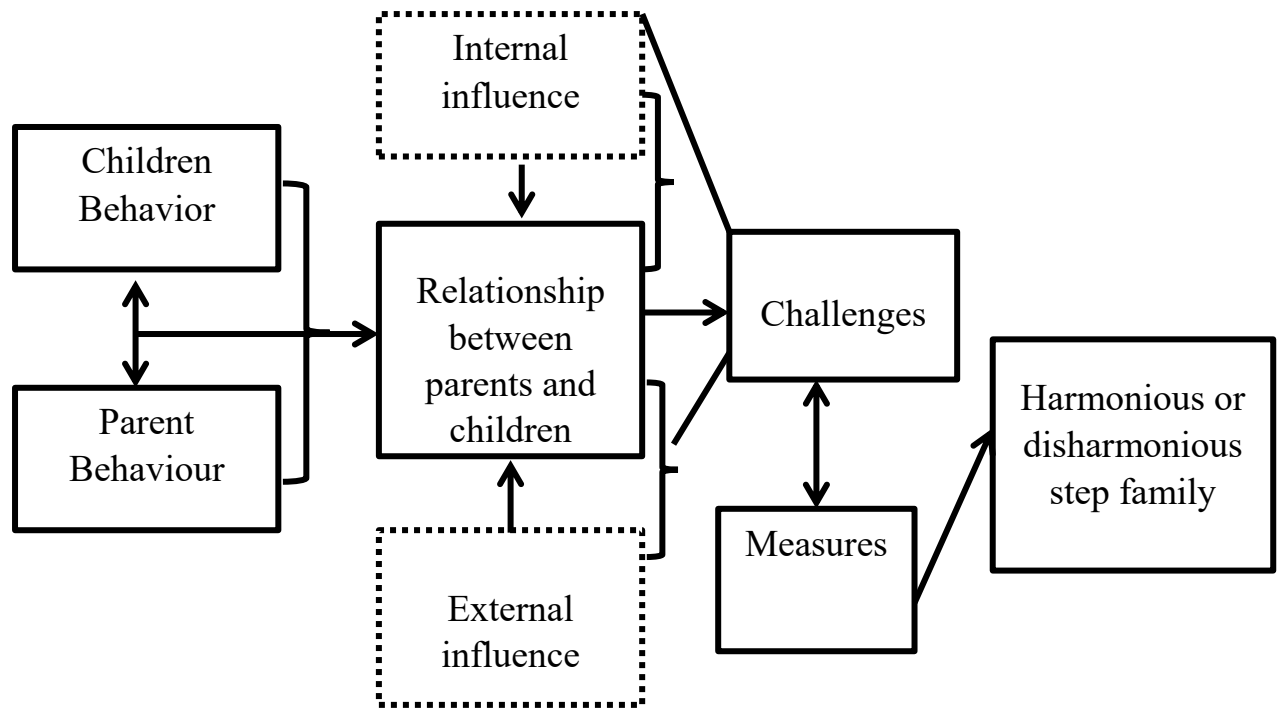 Internal
influence
Children
Behavior
Parent
Behaviour
Relationship
between
parents and
children
External
influence
Challenges
Measures
Harmonious or
disharmonious
step family